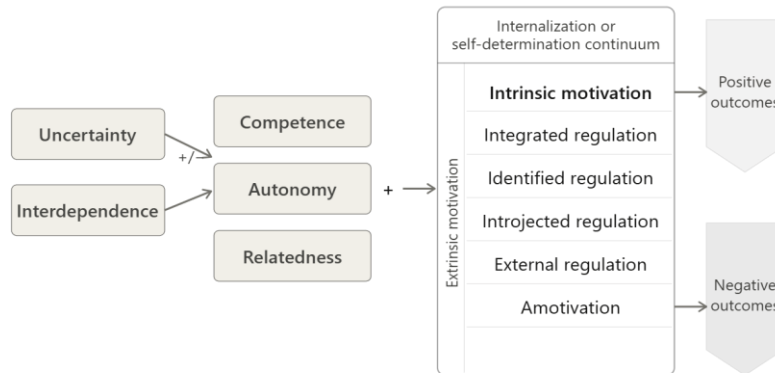 Internalization or
self-determination continuum
Uncertainty
Interdependence
+/-
Competence
Autonomy
Relatedness
+
Extrinsic motivation
Intrinsic motivation
Integrated regulation
Identified regulation
Introjected regulation
External regulation
Amotivation
Positive
outcomes
Negative
outcomes